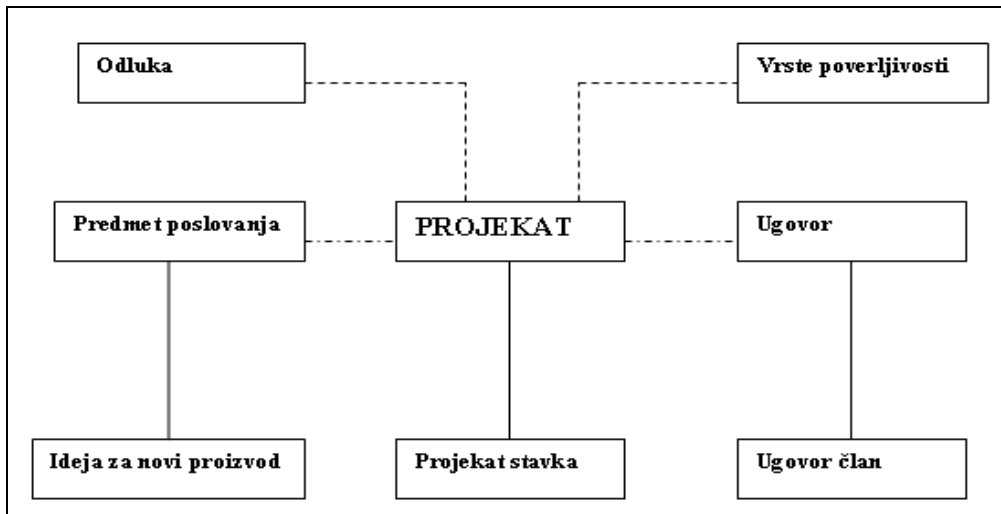 Odluka
Vrste poverljivosti
Predmet poslovanja
PROJEKAT
Ugovor
Ideja za novi proizvod
Projekat stavka
Ugovor član